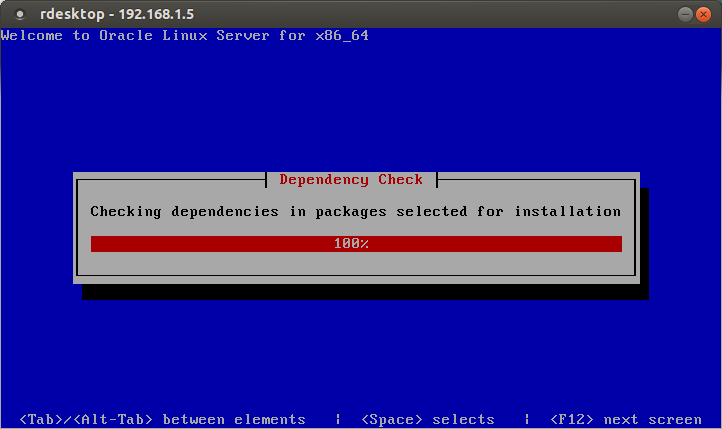 rdesktop - 192.168.1.5
Welcome to Oracle Linux Server for x86_64
Dependency Check
Checking dependencies in packages selected for installation
100%
<Tab>/<Alt-Tab> between elements | <Space> selects | <F12> next screen